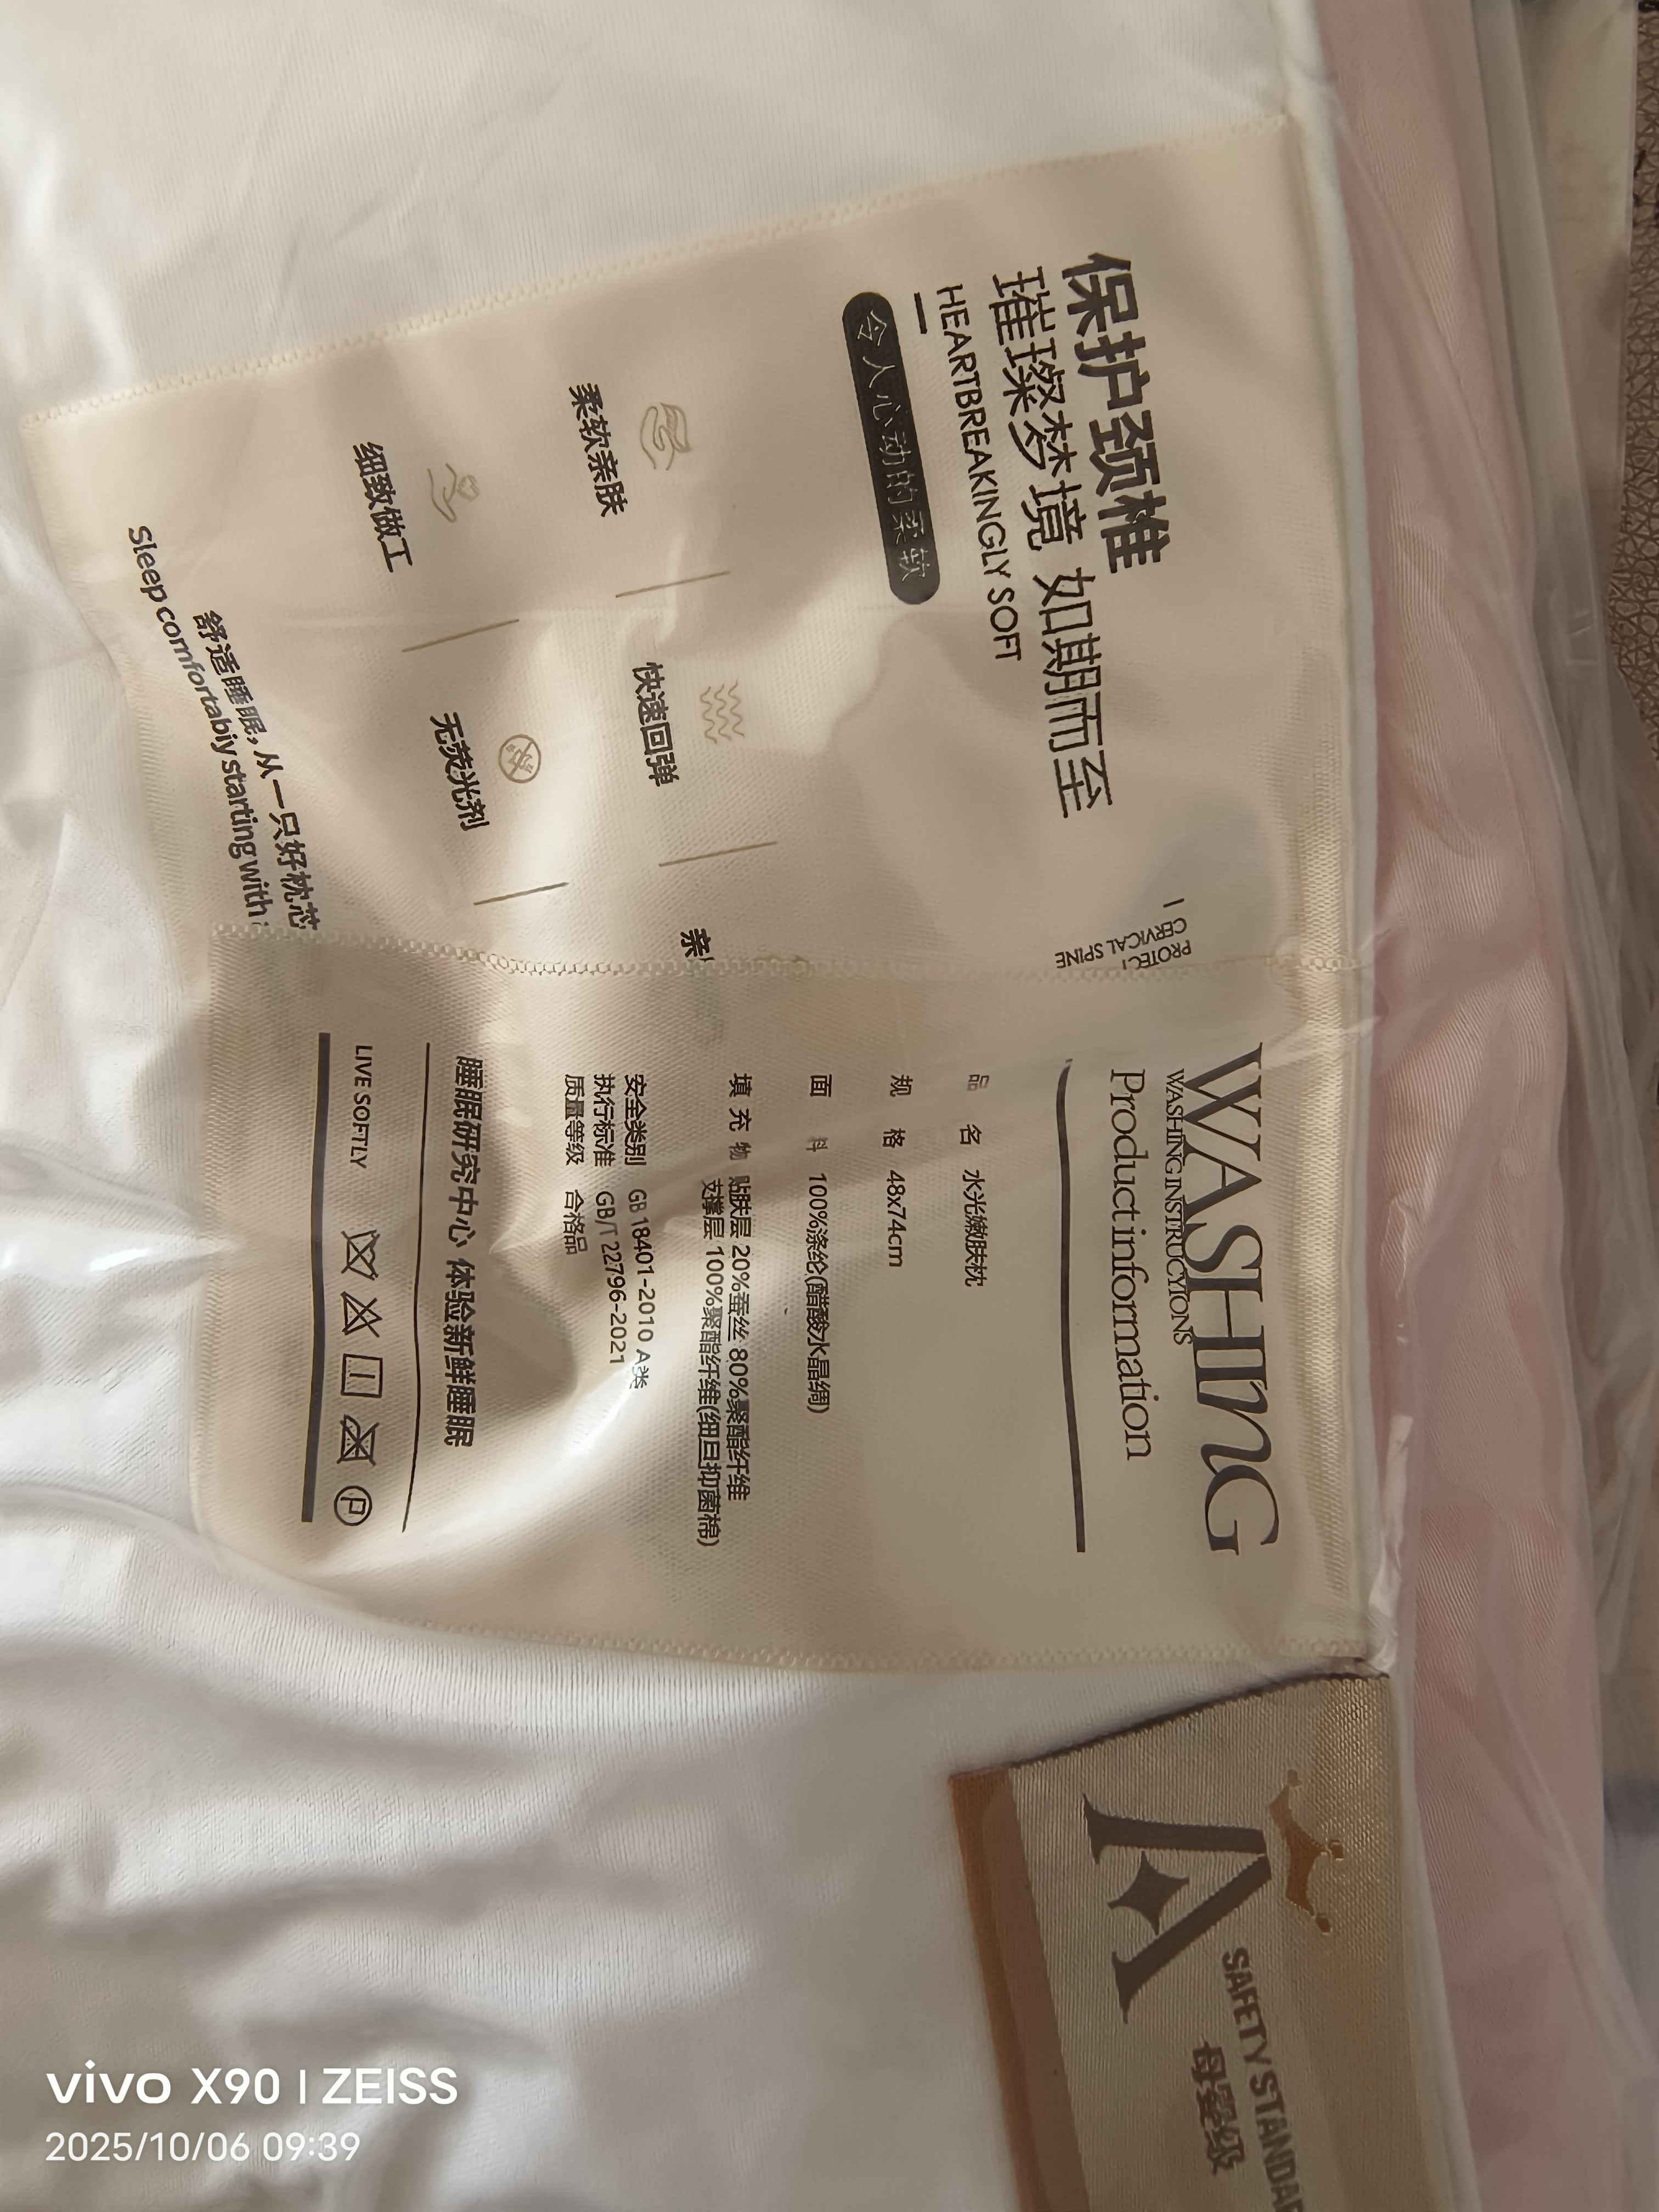 保护颈椎
璀璨梦境 如期而至
HEARTBREAKINGLY SOFT
令人心动的柔软
PROTECT
CERVICAL SPINE
柔软亲肤
快速回弹
亲
细致做工
无荧光剂
舒适睡眠，从一只好枕芯
Sleep comfortabiy starting with
WASHInG
WASHING INSTRUCYIONS
Product information
品 名 水光嫩肤枕
规 格 48x74cm
面 料 100%涤纶(醋酸水晶绸)
填 充 物 贴肤层 20%蚕丝 80%聚酯纤维
支撑层 100%聚酯纤维(细旦抑菌棉)
安全类别 GB 18401-2010 A类
执行标准 GB/T 22796-2021
质量等级 合格品
睡眠研究中心 体验新鲜睡眠
LIVE SOFTLY
P
A
SAFETY STANDAR
母婴级
vivo X90 | ZEISS
2025/10/06 09:39